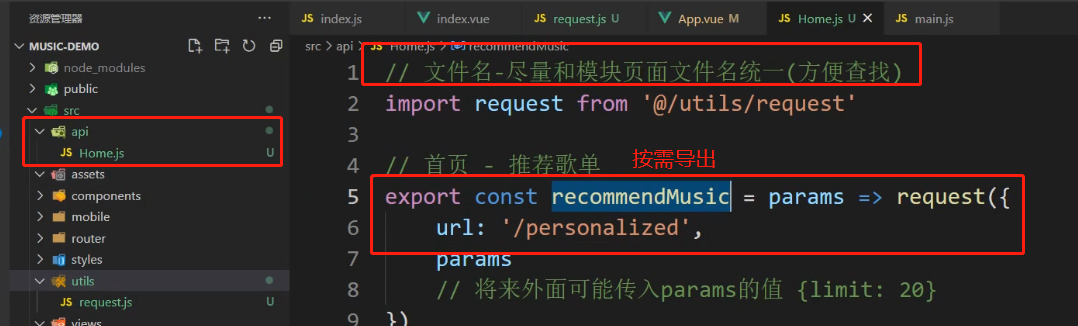 资源管理器
···
JS index.js
index.vue
JS request.js U
App.vue M
JS Home.js U ×
JS main.js
MUSIC-DEMO
src > api > JS Home.js > recommendMusic
node_modules
public
src
api
JS Home.js U
assets
components
mobile
router
styles
utils
JS request.js U
views
1 // 文件名-尽量和模块页面文件名统一(方便查找)
2 import request from '@/utils/request'
3
4 // 首页 - 推荐歌单
按需导出
5 export const recommendMusic = params => request({
6 url: '/personalized',
7 params
8 // 将来外面可能传入params的值 {limit: 20}
9 })